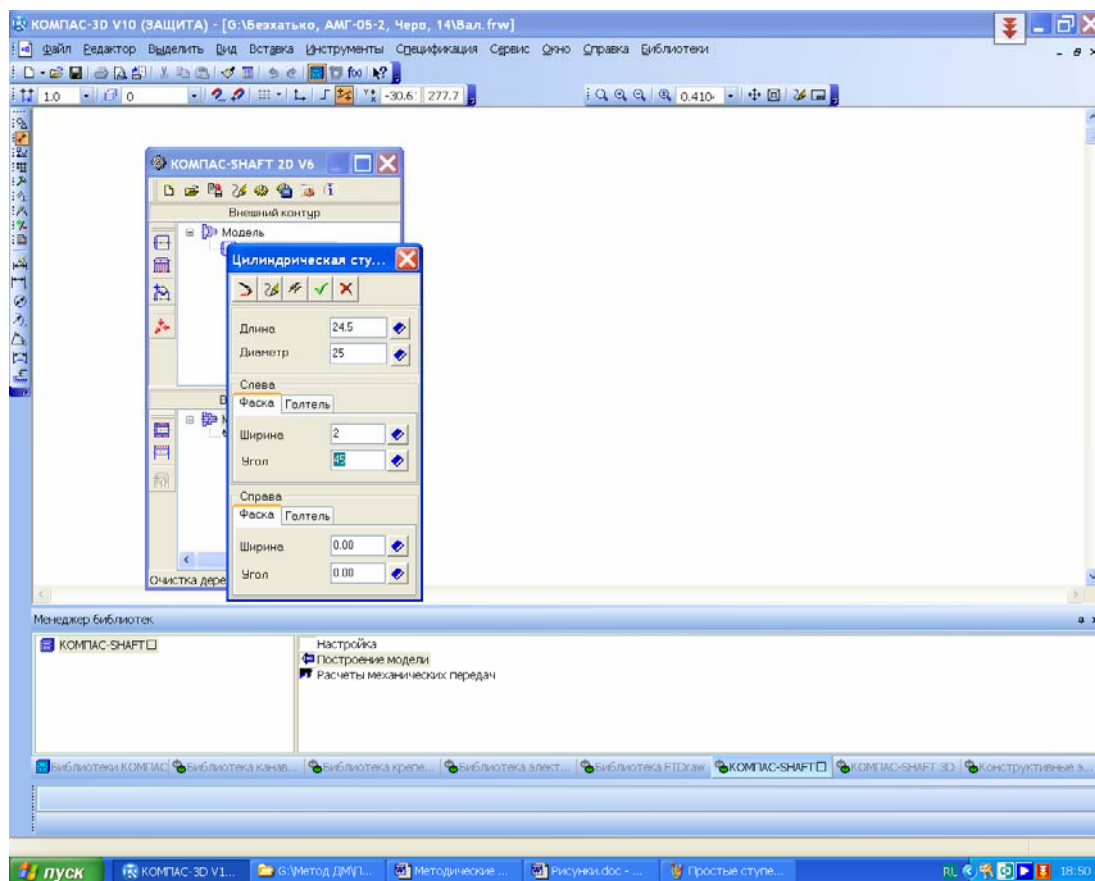 КОМПАС-3D V10 (ЗАЩИТА) - [G:\Безхатько, АМГ-05-2, Черв, 14\Вал.frw]
Файл Редактор Выделить Вид Вставка Инструменты Спецификация Сервис Окно Справка Библиотеки
f(x)
1.0 0 -30.6 277.7 0.410
КОМПАС-SHAFT 2D V6
Внешний контур
Модель
Цилиндрическая сту...
Длина 24.5
Диаметр 25
Слева
Фаска Галтель
Ширина 2
Угол 45
Справа
Фаска Галтель
Ширина 0.00
Угол 0.00
Очистка дере
Менеджер библиотек
КОМПАС-SHAFT
Настройка
Построение модели
Расчеты механических передач
Библиотеки КОМПАС Библиотека канав... Библиотека крепе... Библиотека элект... Библиотека FTDraw КОМПАС-SHAFT КОМПАС-SHAFT 3D Конструктивные э...
пуск КОМПАС-3D V1... G:\Метод ДМ\П... Методические ... Рисунки.doc - ... Простые ступе... RL 18:50